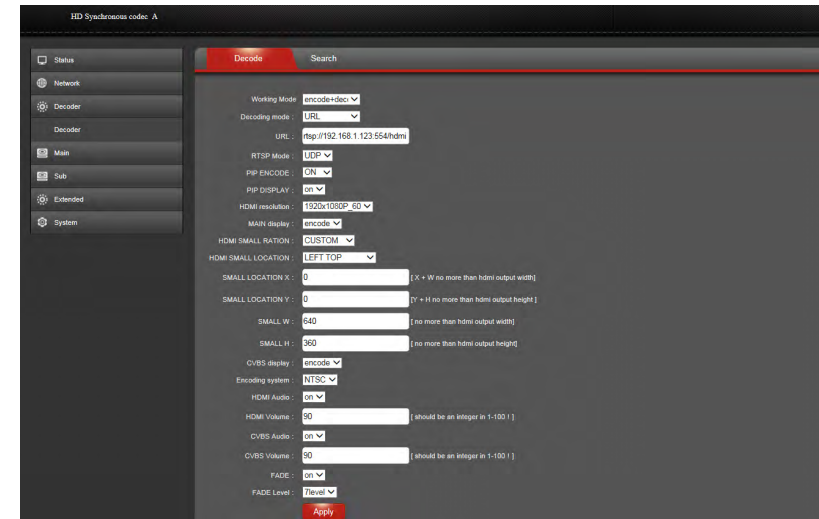 HD Synchronous codec A
Status
Network
Decoder
Decoder
Main
Sub
Extended
System
Decode Search
Working Mode encode+deco
Decoding mode : URL
URL : rtsp://192.168.1.123:554/hdmi
RTSP Mode : UDP
PIP ENCODE : ON
PIP DISPLAY : on
HDMI resolution : 1920x1080P_60
MAIN display : encode
HDMI SMALL RATION : CUSTOM
HDMI SMALL LOCATION : LEFT TOP
SMALL LOCATION X : 0 [ X + W no more than hdmi output width]
SMALL LOCATION Y : 0 [Y + H no more than hdmi output height ]
SMALL W : 640 [ no more than hdmi output width]
SMALL H : 360 [ no more than hdmi output height]
CVBS display : encode
Encoding system : NTSC
HDMI Audio : on
HDMI Volume : 90 [ should be an integer in 1-100 ! ]
CVBS Audio : on
CVBS Volume : 90 [ should be an integer in 1-100 ! ]
FADE : on
FADE Level : 7level
Apply